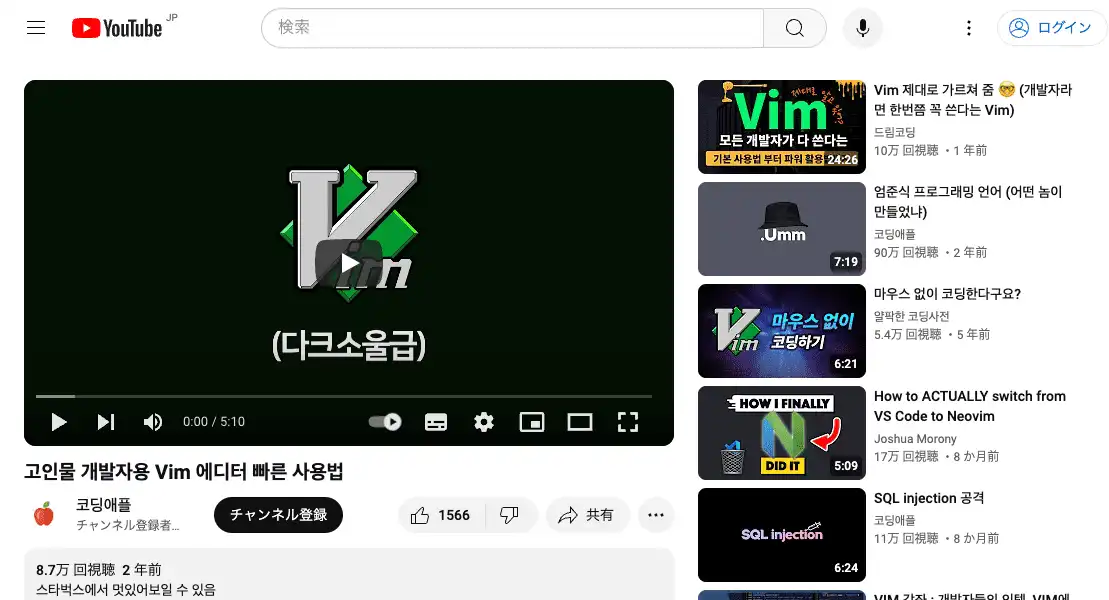 YouTube JP
検索
ログイン
Vim
(다크소울급)
0:00 / 5:10
고인물 개발자용 Vim 에디터 빠른 사용법
코딩애플
チャンネル登録者...
チャンネル登録
1566
共有
8.7万 回視聴 2 年前
스타벅스에서 멋있어보일 수 있음
제대로 알고 있니?
Vim
모든 개발자가 다 쓴다는
기본 사용법 부터 파워 활용
24:26
Vim 제대로 가르쳐 줌 🤓 (개발자라
면 한번쯤 꼭 쓴다는 Vim)
드림코딩
10万 回視聴 ・1 年前
.Umm
7:19
엄준식 프로그래밍 언어 (어떤 놈이
만들었냐)
코딩애플
90万 回視聴 ・2 年前
Vim
마우스 없이
코딩하기
6:21
마우스 없이 코딩한다구요?
얄팍한 코딩사전
5.4万 回視聴 ・5 年前
HOW I FINALLY
DID IT
5:09
How to ACTUALLY switch from
VS Code to Neovim
Joshua Morony
17万 回視聴 ・8 か月前
SQL injection
6:24
SQL injection 공격
코딩애플
11万 回視聴 ・8 か月前
VIM 강좌 : 개발자들의 인텔, VIM에